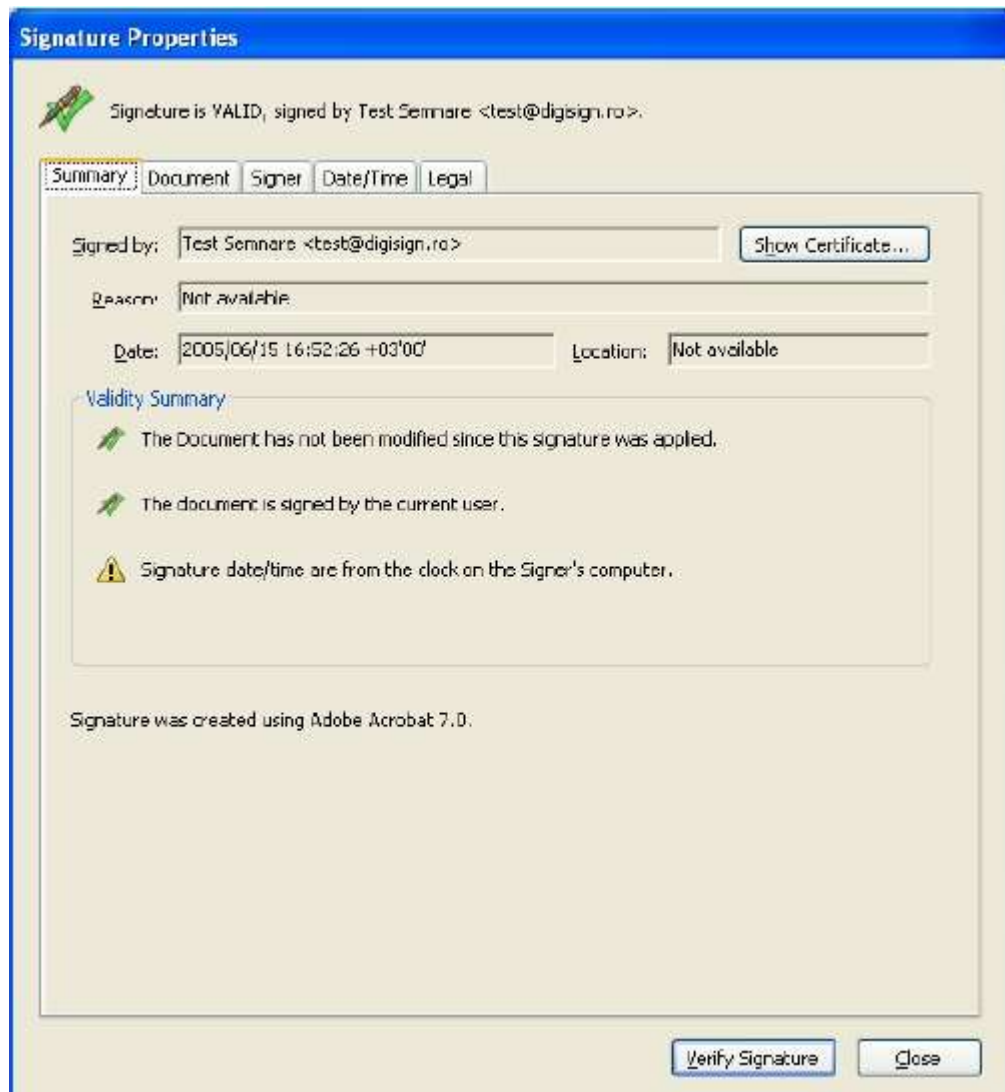 Signature Properties
Signature is VALID, signed by Test Semnare <test@digisign.ro>.
Summary Document Signer Date/Time Legal
Signed by: Test Semnare <test@digisign.ro> Show Certificate...
Reason: Not available
Date: 2005/06/15 16:52:26 +03'00' Location: Not available
Validity Summary
The Document has not been modified since this signature was applied.
The document is signed by the current user.
Signature date/time are from the clock on the Signer's computer.
Signature was created using Adobe Acrobat 7.0.
Verify Signature Close